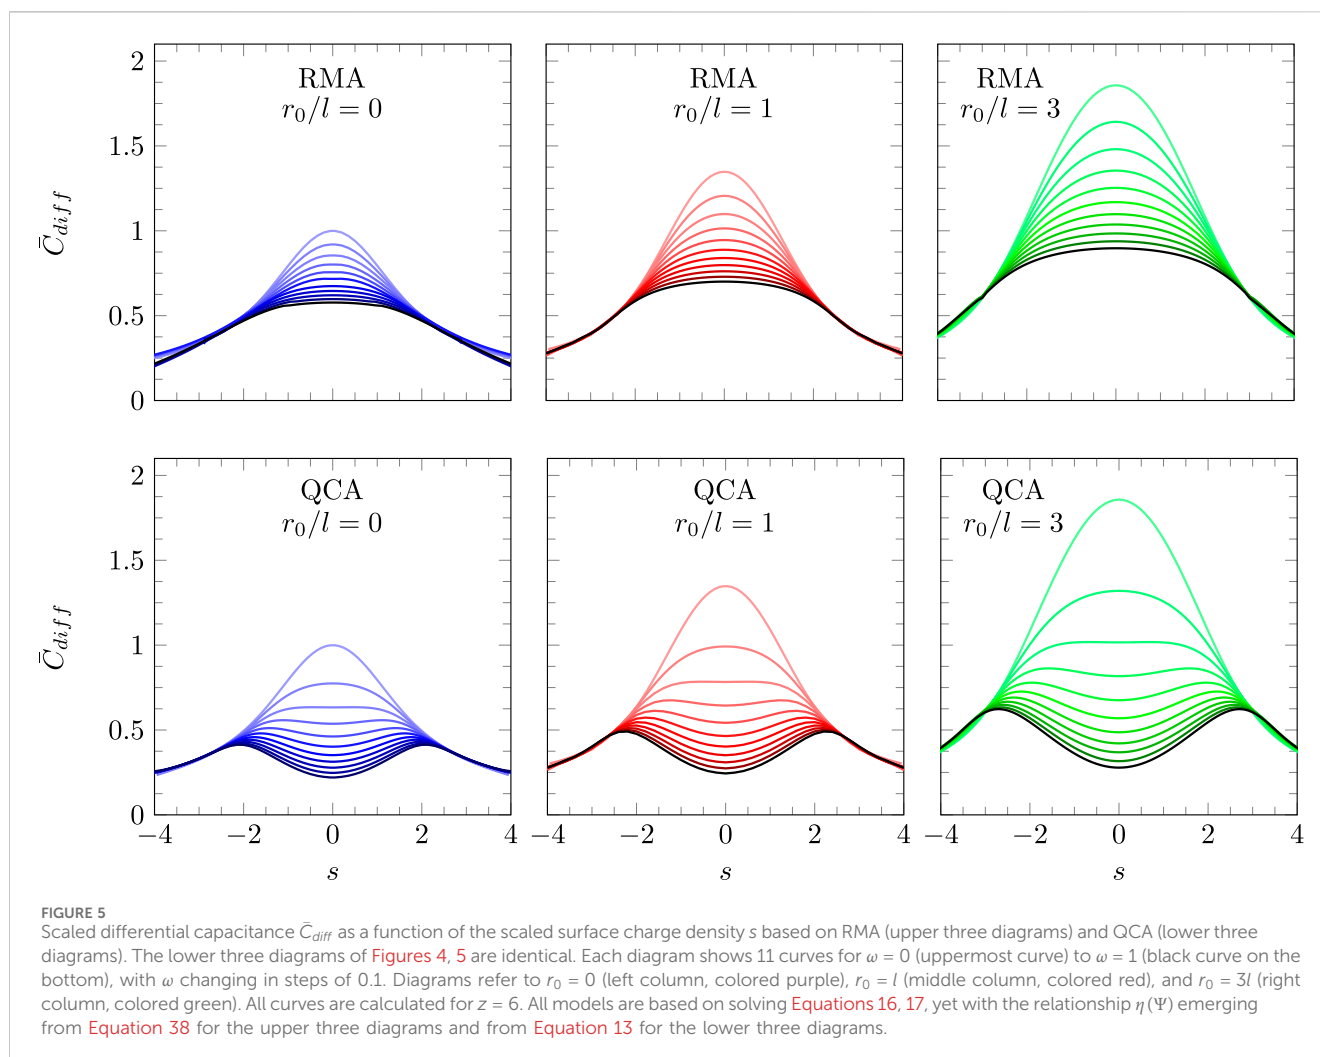 RMA
r₀/l = 0
RMA
r₀/l = 1
RMA
r₀/l = 3
2
1.5
1
0.5
0
C̄diff
QCA
r₀/l = 0
QCA
r₀/l = 1
QCA
r₀/l = 3
2
1.5
1
0.5
0
C̄diff
−4 −2 0 2 4
−4 −2 0 2 4
−4 −2 0 2 4
s
s
s
FIGURE 5
Scaled differential capacitance C̄diff as a function of the scaled surface charge density s based on RMA (upper three diagrams) and QCA (lower three
diagrams). The lower three diagrams of Figures 4, 5 are identical. Each diagram shows 11 curves for ω = 0 (uppermost curve) to ω = 1 (black curve on the
bottom), with ω changing in steps of 0.1. Diagrams refer to r₀ = 0 (left column, colored purple), r₀ = l (middle column, colored red), and r₀ = 3l (right
column, colored green). All curves are calculated for z = 6. All models are based on solving Equations 16, 17, yet with the relationship η(Ψ) emerging
from Equation 38 for the upper three diagrams and from Equation 13 for the lower three diagrams.